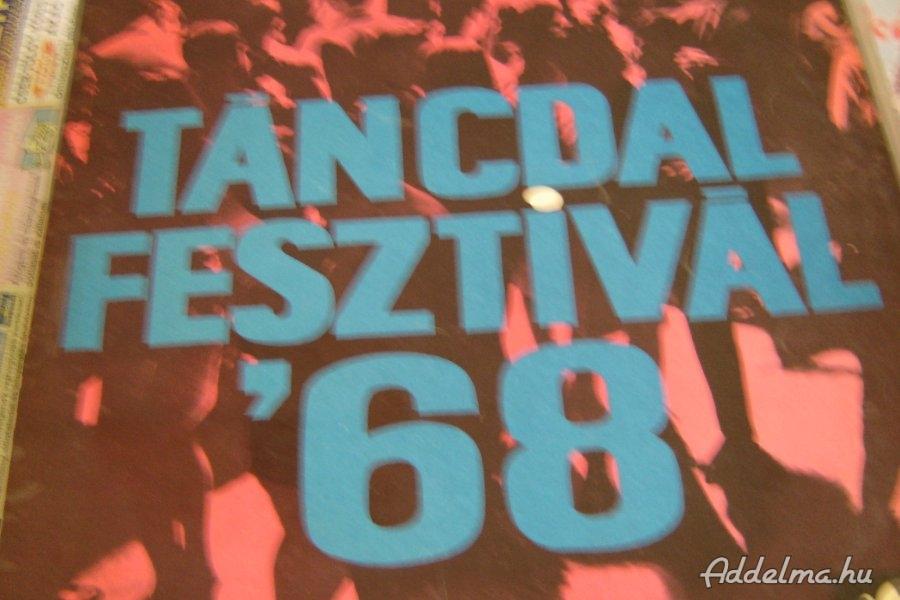 TÁNCDAL
FESZTIVÁL
'68
Addelma.hu